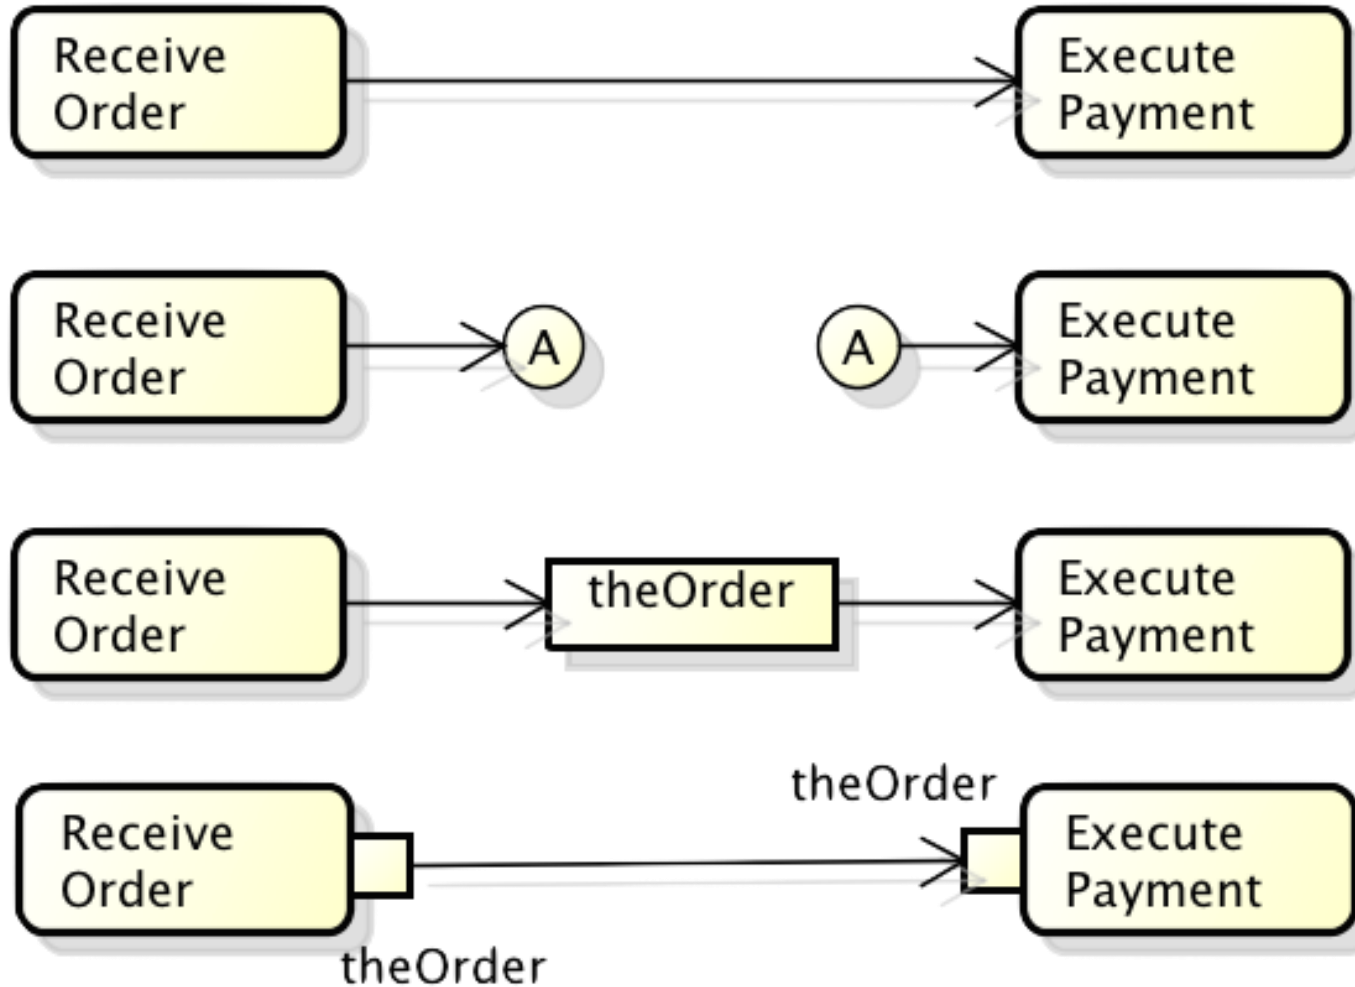 Receive
Order
Execute
Payment
Receive
Order
A
A
Execute
Payment
Receive
Order
theOrder
Execute
Payment
theOrder
Receive
Order
Execute
Payment
theOrder